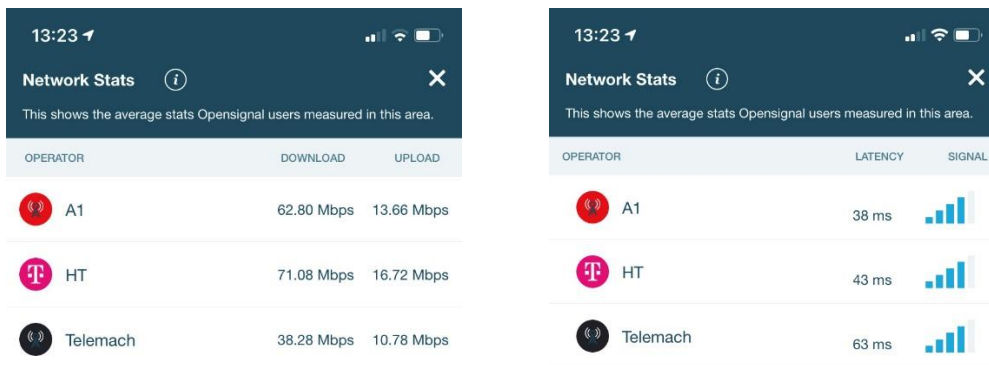 13:23
Network Stats i
This shows the average stats Opensignal users measured in this area.
OPERATOR DOWNLOAD UPLOAD
A1 62.80 Mbps 13.66 Mbps
T HT 71.08 Mbps 16.72 Mbps
Telemach 38.28 Mbps 10.78 Mbps
13:23
Network Stats i
This shows the average stats Opensignal users measured in this area.
OPERATOR LATENCY SIGNAL
A1 38 ms
T HT 43 ms
Telemach 63 ms